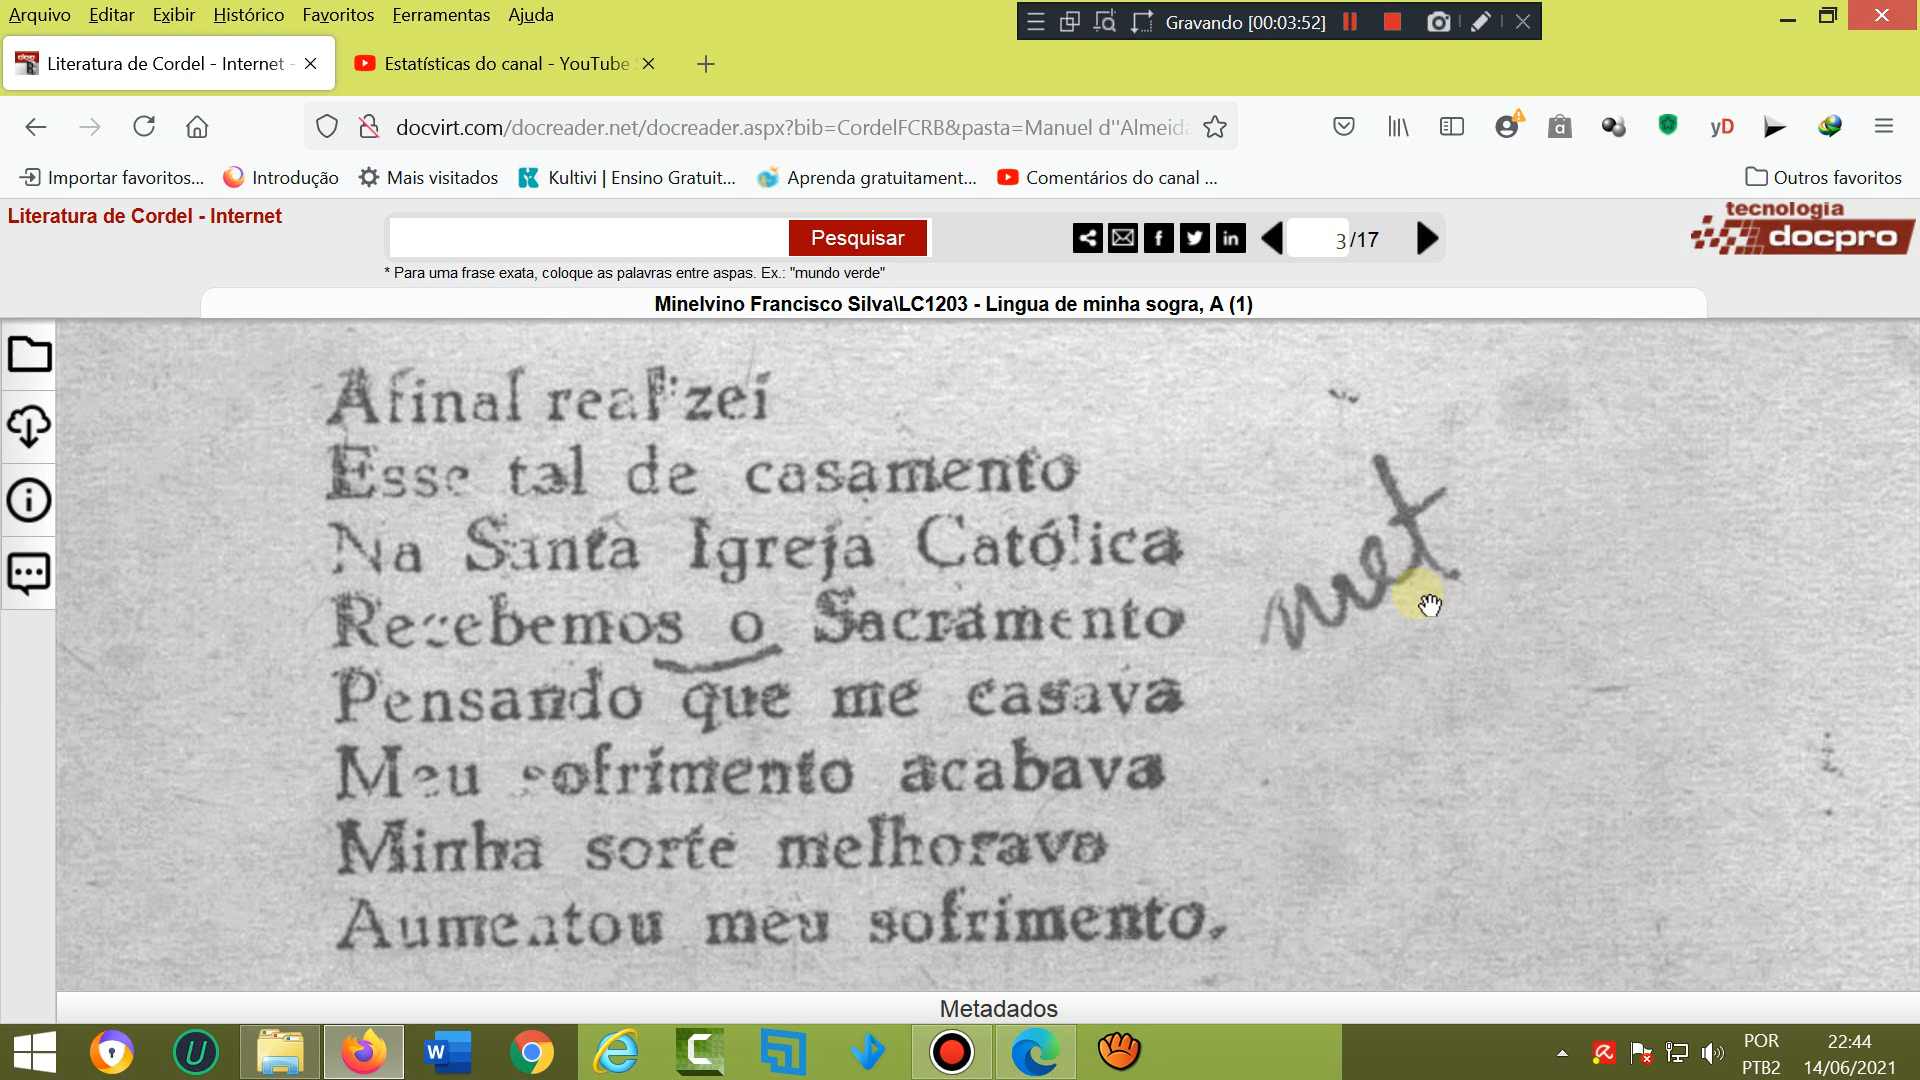 Arquivo Editar Exibir Histórico Favoritos Ferramentas Ajuda
Gravando [00:03:52]
Literatura de Cordel - Internet -
Estatísticas do canal - YouTube
docvirt.com/docreader.net/docreader.aspx?bib=CordelFCRB&pasta=Manuel d''Almeida
Importar favoritos... Introdução Mais visitados Kultivi | Ensino Gratuit... Aprenda gratuitament... Comentários do canal ... Outros favoritos
Literatura de Cordel - Internet
Pesquisar
3 /17
tecnologia
docpro
* Para uma frase exata, coloque as palavras entre aspas. Ex.: "mundo verde"
Minelvino Francisco Silva\LC1203 - Lingua de minha sogra, A (1)
Afinal real'zei
Esse tal de casamento
Na Santa Igreja Católica
Recebemos o Sacramento
Pensando que me casava
Meu sofrimento acabava
Minha sorte melhorava
Aumentou meu sofrimento.
met
Metadados
POR
PTB2
22:44
14/06/2021